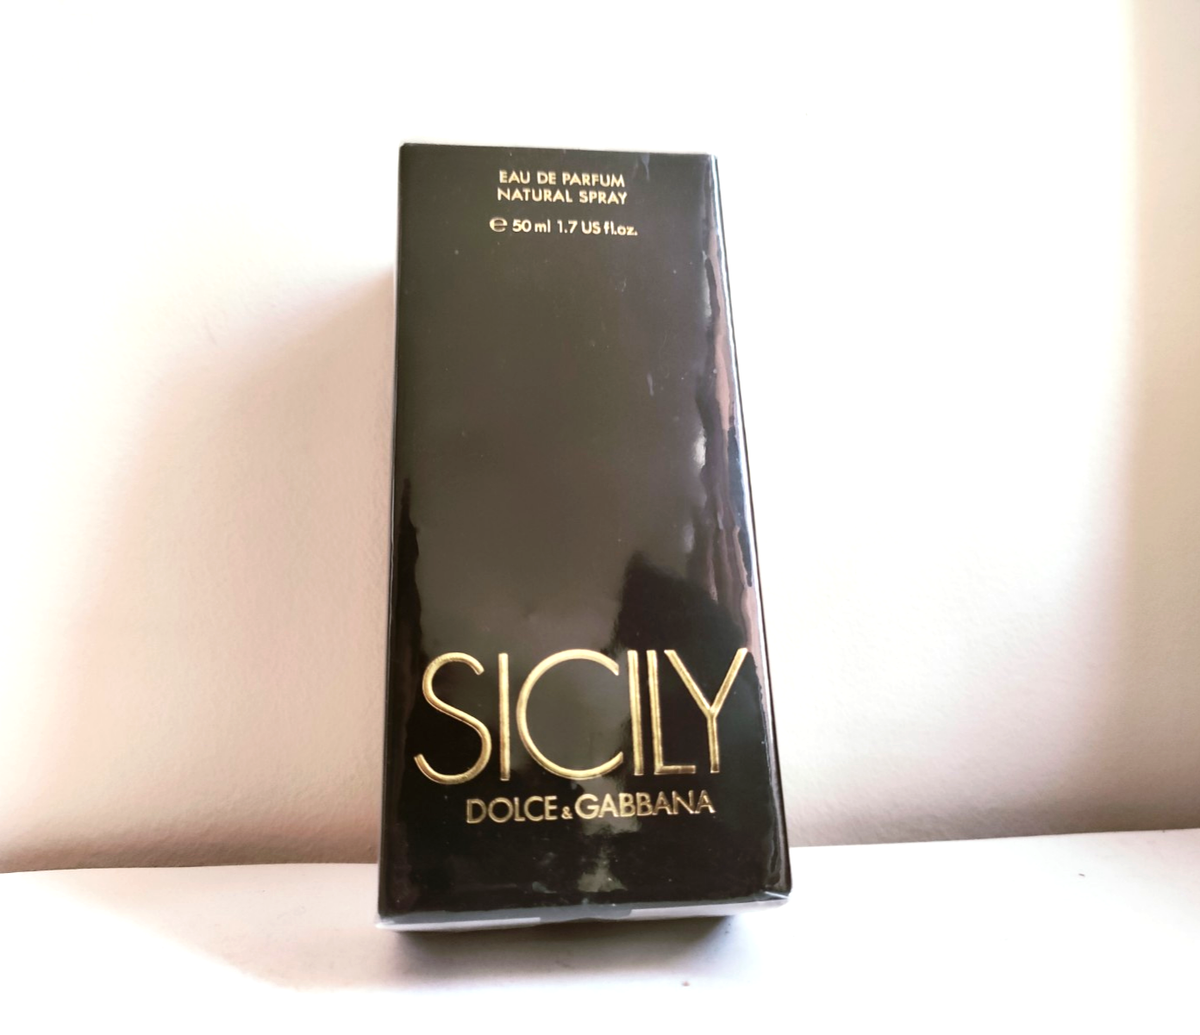 EAU DE PARFUM
NATURAL SPRAY
℮ 50 ml 1.7 US fl.oz.
SICILY
DOLCE & GABBANA